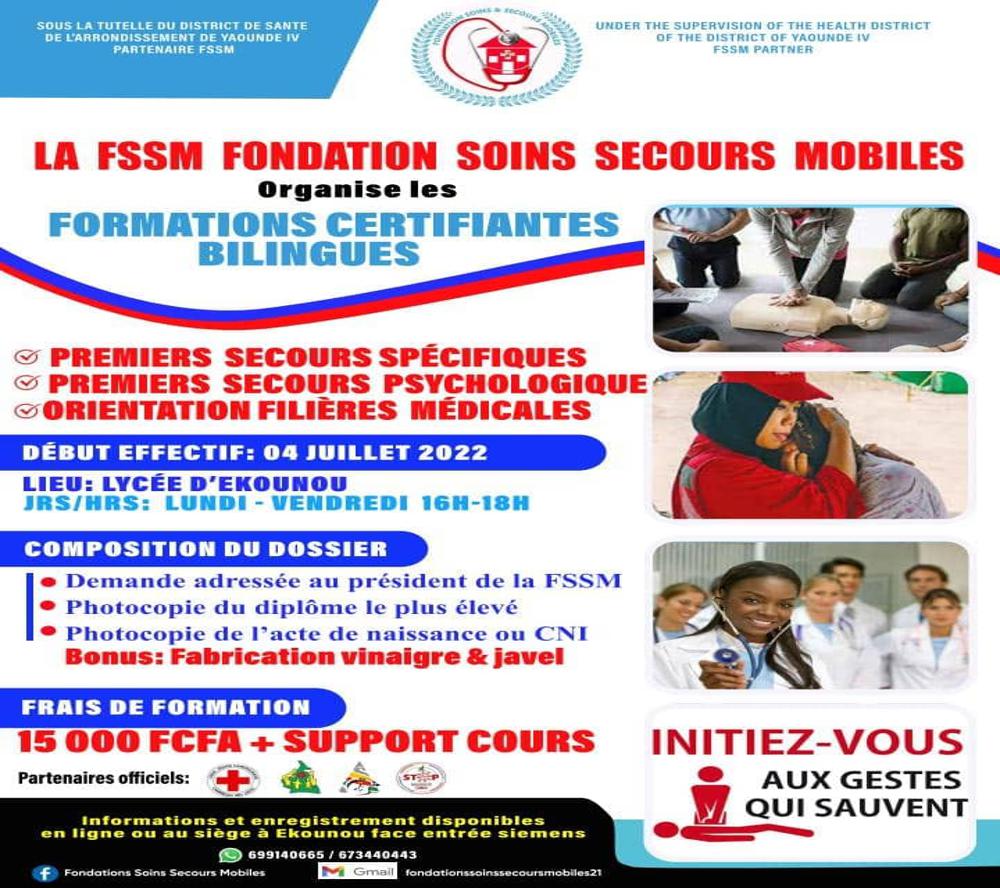 SOUS LA TUTELLE DU DISTRICT DE SANTE
DE L'ARRONDISSEMENT DE YAOUNDE IV
PARTENAIRE FSSM
FONDATION SOINS & SECOURS MOBILES
UNDER THE SUPERVISION OF THE HEALTH DISTRICT
OF THE DISTRICT OF YAOUNDE IV
FSSM PARTNER
LA FSSM FONDATION SOINS SECOURS MOBILES
Organise les
FORMATIONS CERTIFIANTES
BILINGUES
PREMIERS SECOURS SPÉCIFIQUES
PREMIERS SECOURS PSYCHOLOGIQUE
ORIENTATION FILIÈRES MÉDICALES
DÉBUT EFFECTIF: 04 JUILLET 2022
LIEU: LYCÉE D'EKOUNOU
JRS/HRS: LUNDI - VENDREDI 16H-18H
COMPOSITION DU DOSSIER
Demande adressée au président de la FSSM
Photocopie du diplôme le plus élevé
Photocopie de l'acte de naissance ou CNI
Bonus: Fabrication vinaigre & javel
FRAIS DE FORMATION
15 000 FCFA + SUPPORT COURS
Partenaires officiels:
STOP
INITIEZ-VOUS
AUX GESTES
QUI SAUVENT
Informations et enregistrement disponibles
en ligne ou au siège à Ekounou face entrée siemens
699140665 / 673440443
Fondations Soins Secours Mobiles
Gmail fondationssoinssecoursmobiles21